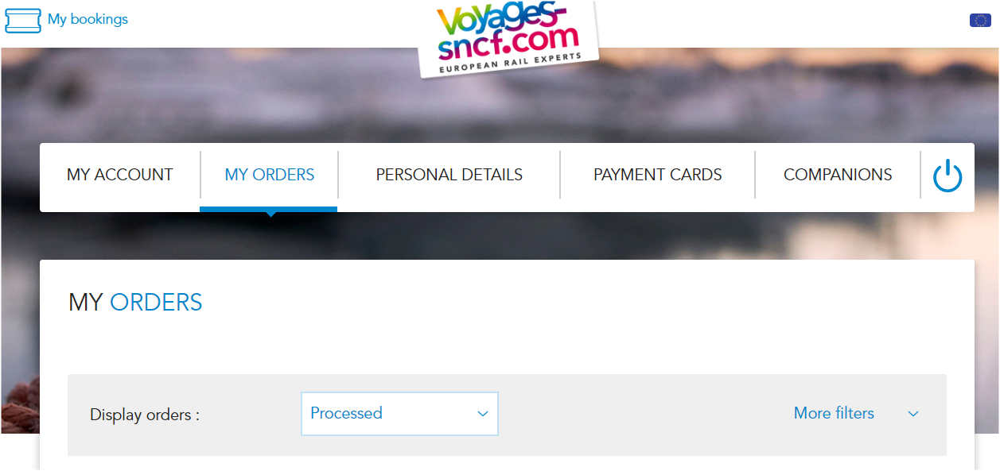 My bookings
Voyages-
sncf.com
EUROPEAN RAIL EXPERTS
MY ACCOUNT
MY ORDERS
PERSONAL DETAILS
PAYMENT CARDS
COMPANIONS
MY ORDERS
Display orders :
Processed
More filters